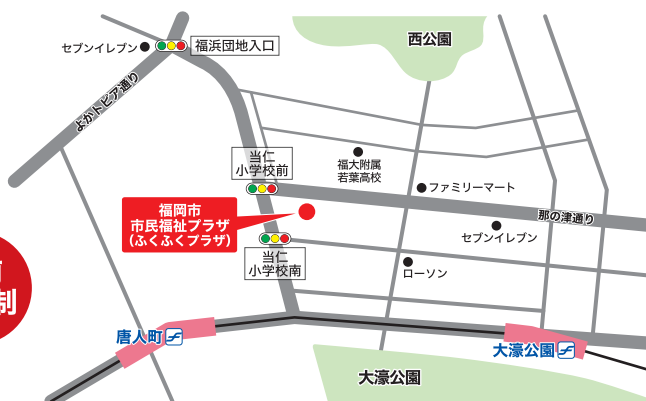 西公園
セブンイレブン
福浜団地入口
よかトピア通り
当仁
小学校前
福大附属
若葉高校
ファミリーマート
福岡市
市民福祉プラザ
(ふくふくプラザ)
那の津通り
セブンイレブン
当仁
小学校南
ローソン
制
唐人町
大濠公園
大濠公園